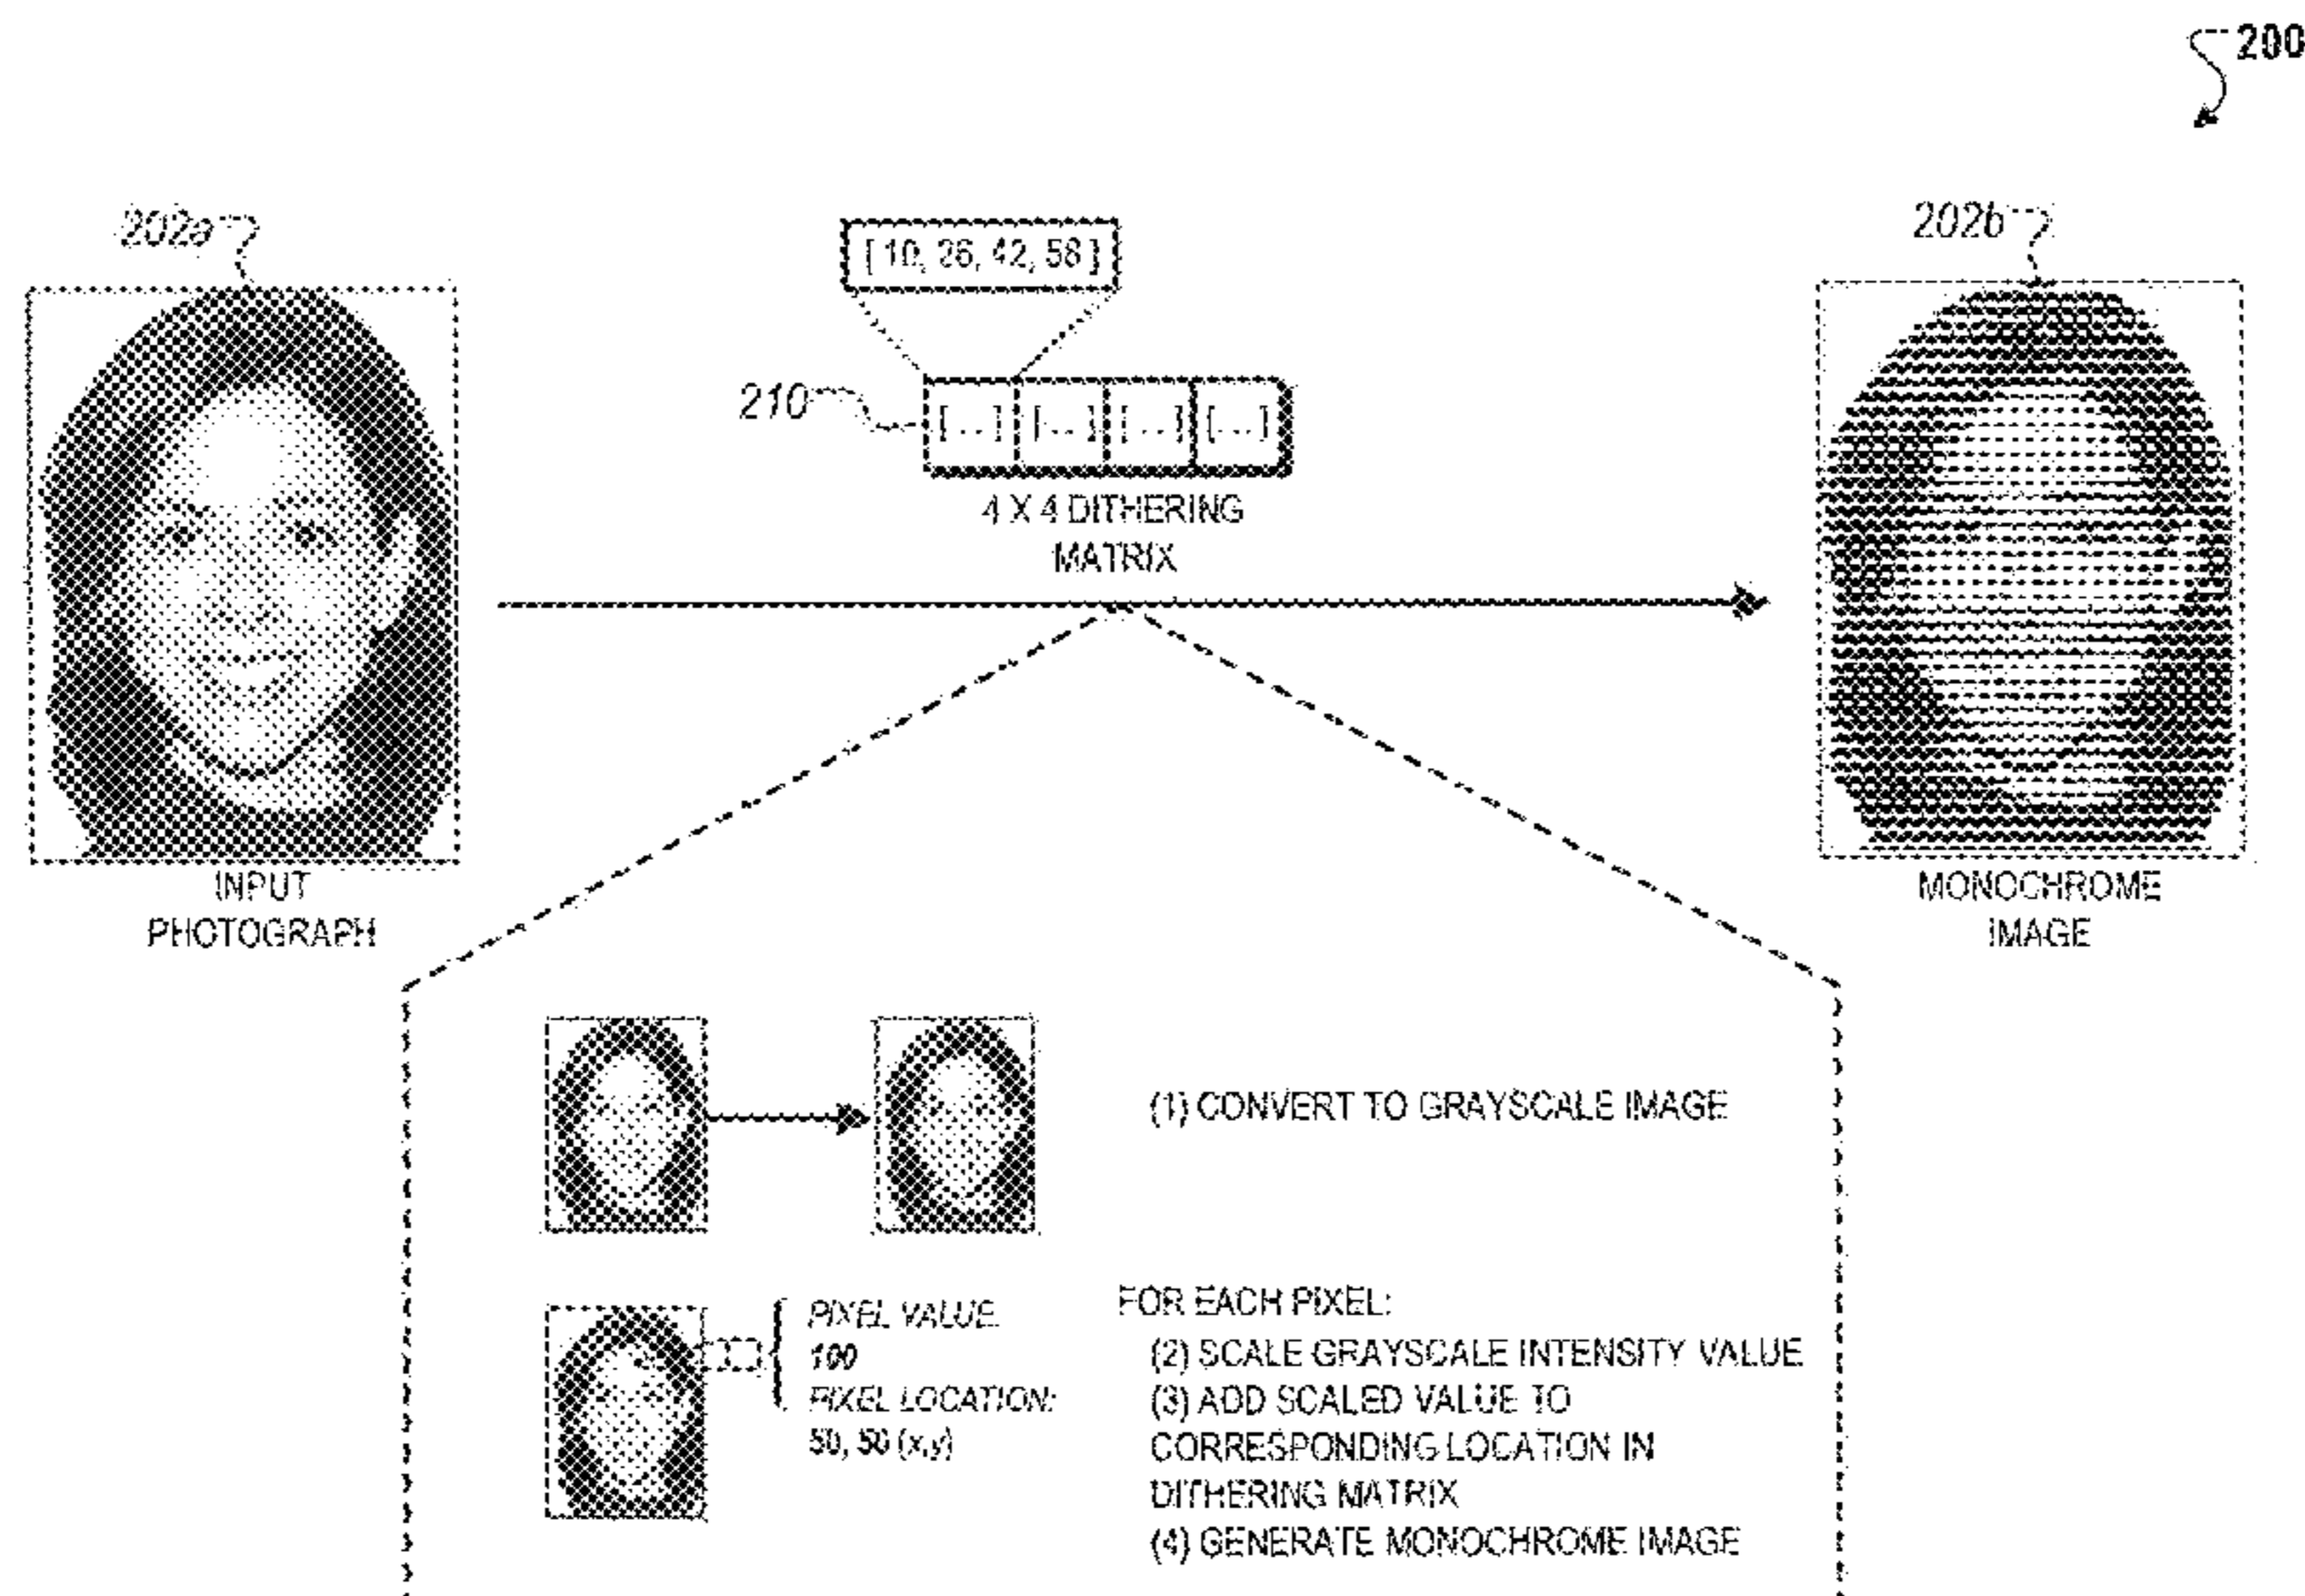 200
202a
[ 10, 26, 42, 58 ]
202b
210
[...] [...] [...] [...]
4 X 4 DITHERING
MATRIX
INPUT
PHOTOGRAPH
MONOCHROME
IMAGE
(1) CONVERT TO GRAYSCALE IMAGE
PIXEL VALUE:
100
PIXEL LOCATION:
50, 50 (x,y)
FOR EACH PIXEL:
(2) SCALE GRAYSCALE INTENSITY VALUE
(3) ADD SCALED VALUE TO
CORRESPONDING LOCATION IN
DITHERING MATRIX
(4) GENERATE MONOCHROME IMAGE